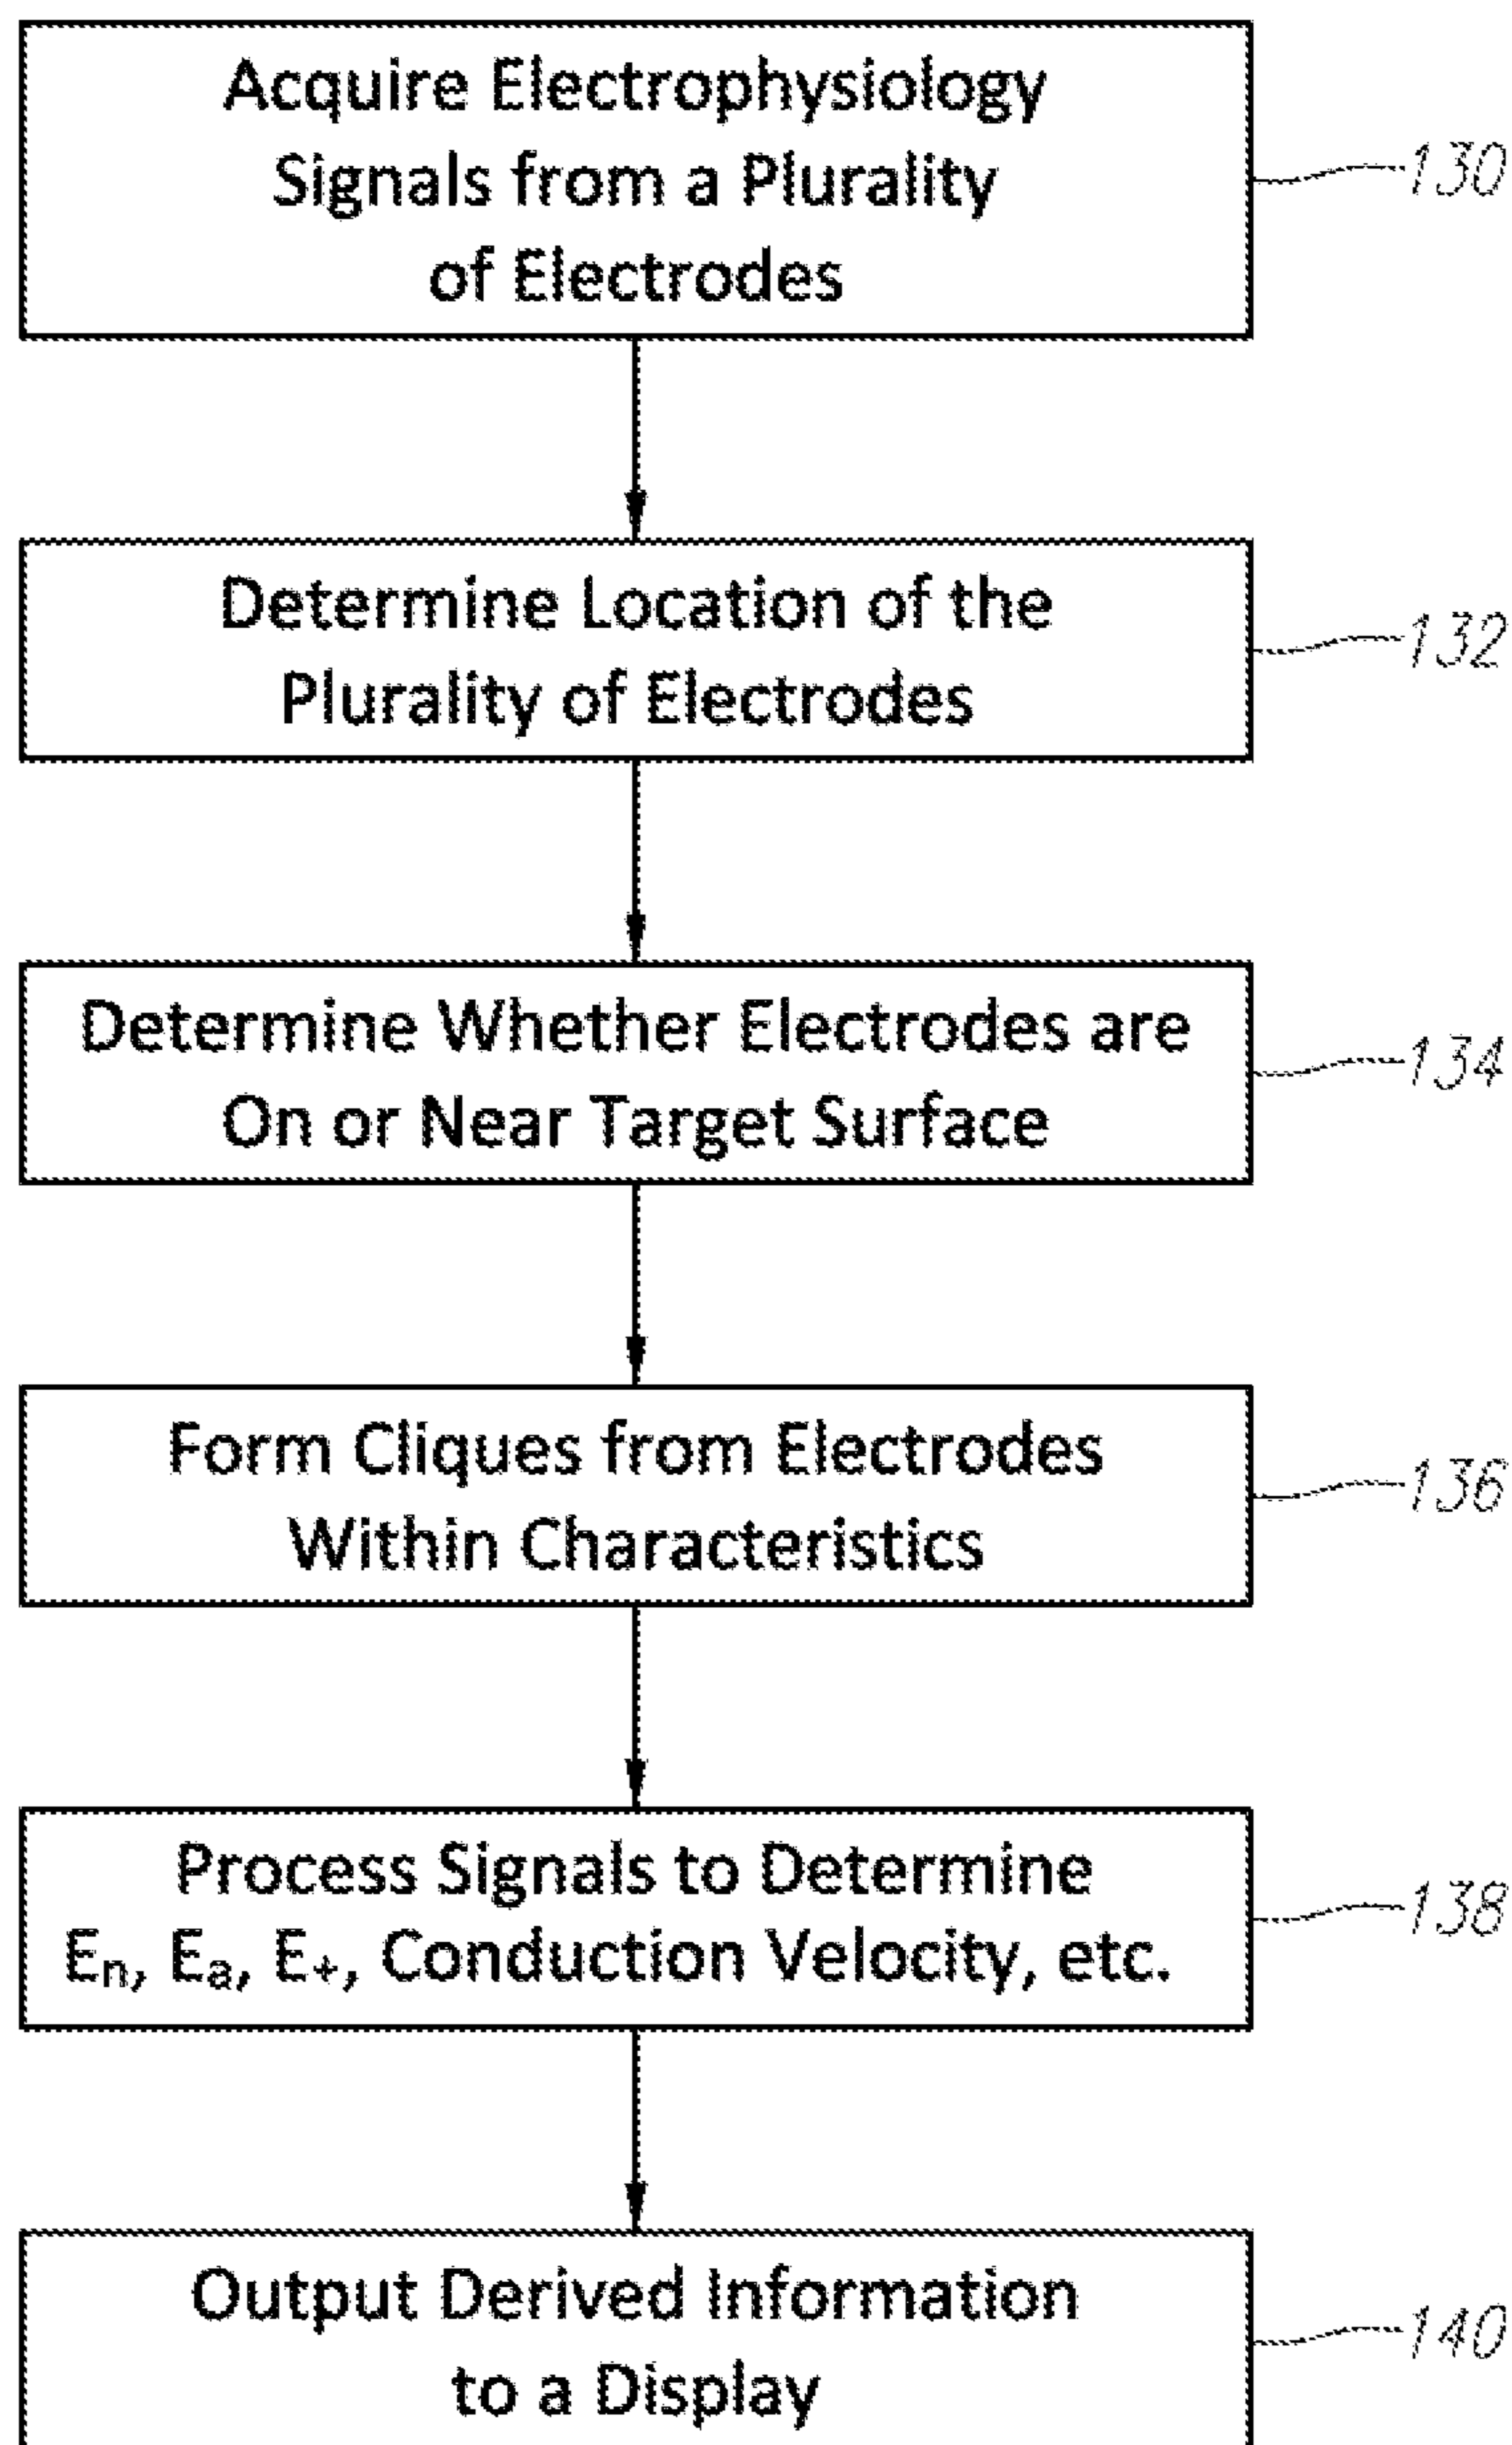 Acquire Electrophysiology
Signals from a Plurality
of Electrodes
130
Determine Location of the
Plurality of Electrodes
132
Determine Whether Electrodes are
On or Near Target Surface
134
Form Cliques from Electrodes
Within Characteristics
136
Process Signals to Determine
Eₙ, Eₐ, E₊, Conduction Velocity, etc.
138
Output Derived Information
to a Display
140